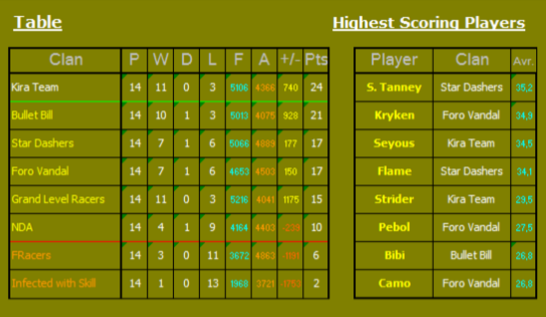 Table
Highest Scoring Players
Clan P W D L F A +/- Pts
Kira Team 14 11 0 3 5106 4366 740 24
Bullet Bill 14 10 1 3 5013 4075 928 21
Star Dashers 14 7 1 6 5066 4889 177 17
Foro Vandal 14 7 1 6 4653 4503 150 17
Grand Level Racers 14 11 0 3 5216 4041 1175 15
NDA 14 4 1 9 4164 4403 -239 10
FRacers 14 3 0 11 3672 4863 -1191 6
Infected with Skill 14 1 0 13 1968 3721 -1753 2
Player Clan Avr.
S. Tanney Star Dashers 35,2
Kryken Foro Vandal 34,9
Seyous Kira Team 34,5
Flame Star Dashers 34,1
Strider Kira Team 29,5
Pebol Foro Vandal 27,5
Bibi Bullet Bill 26,8
Camo Foro Vandal 26,8